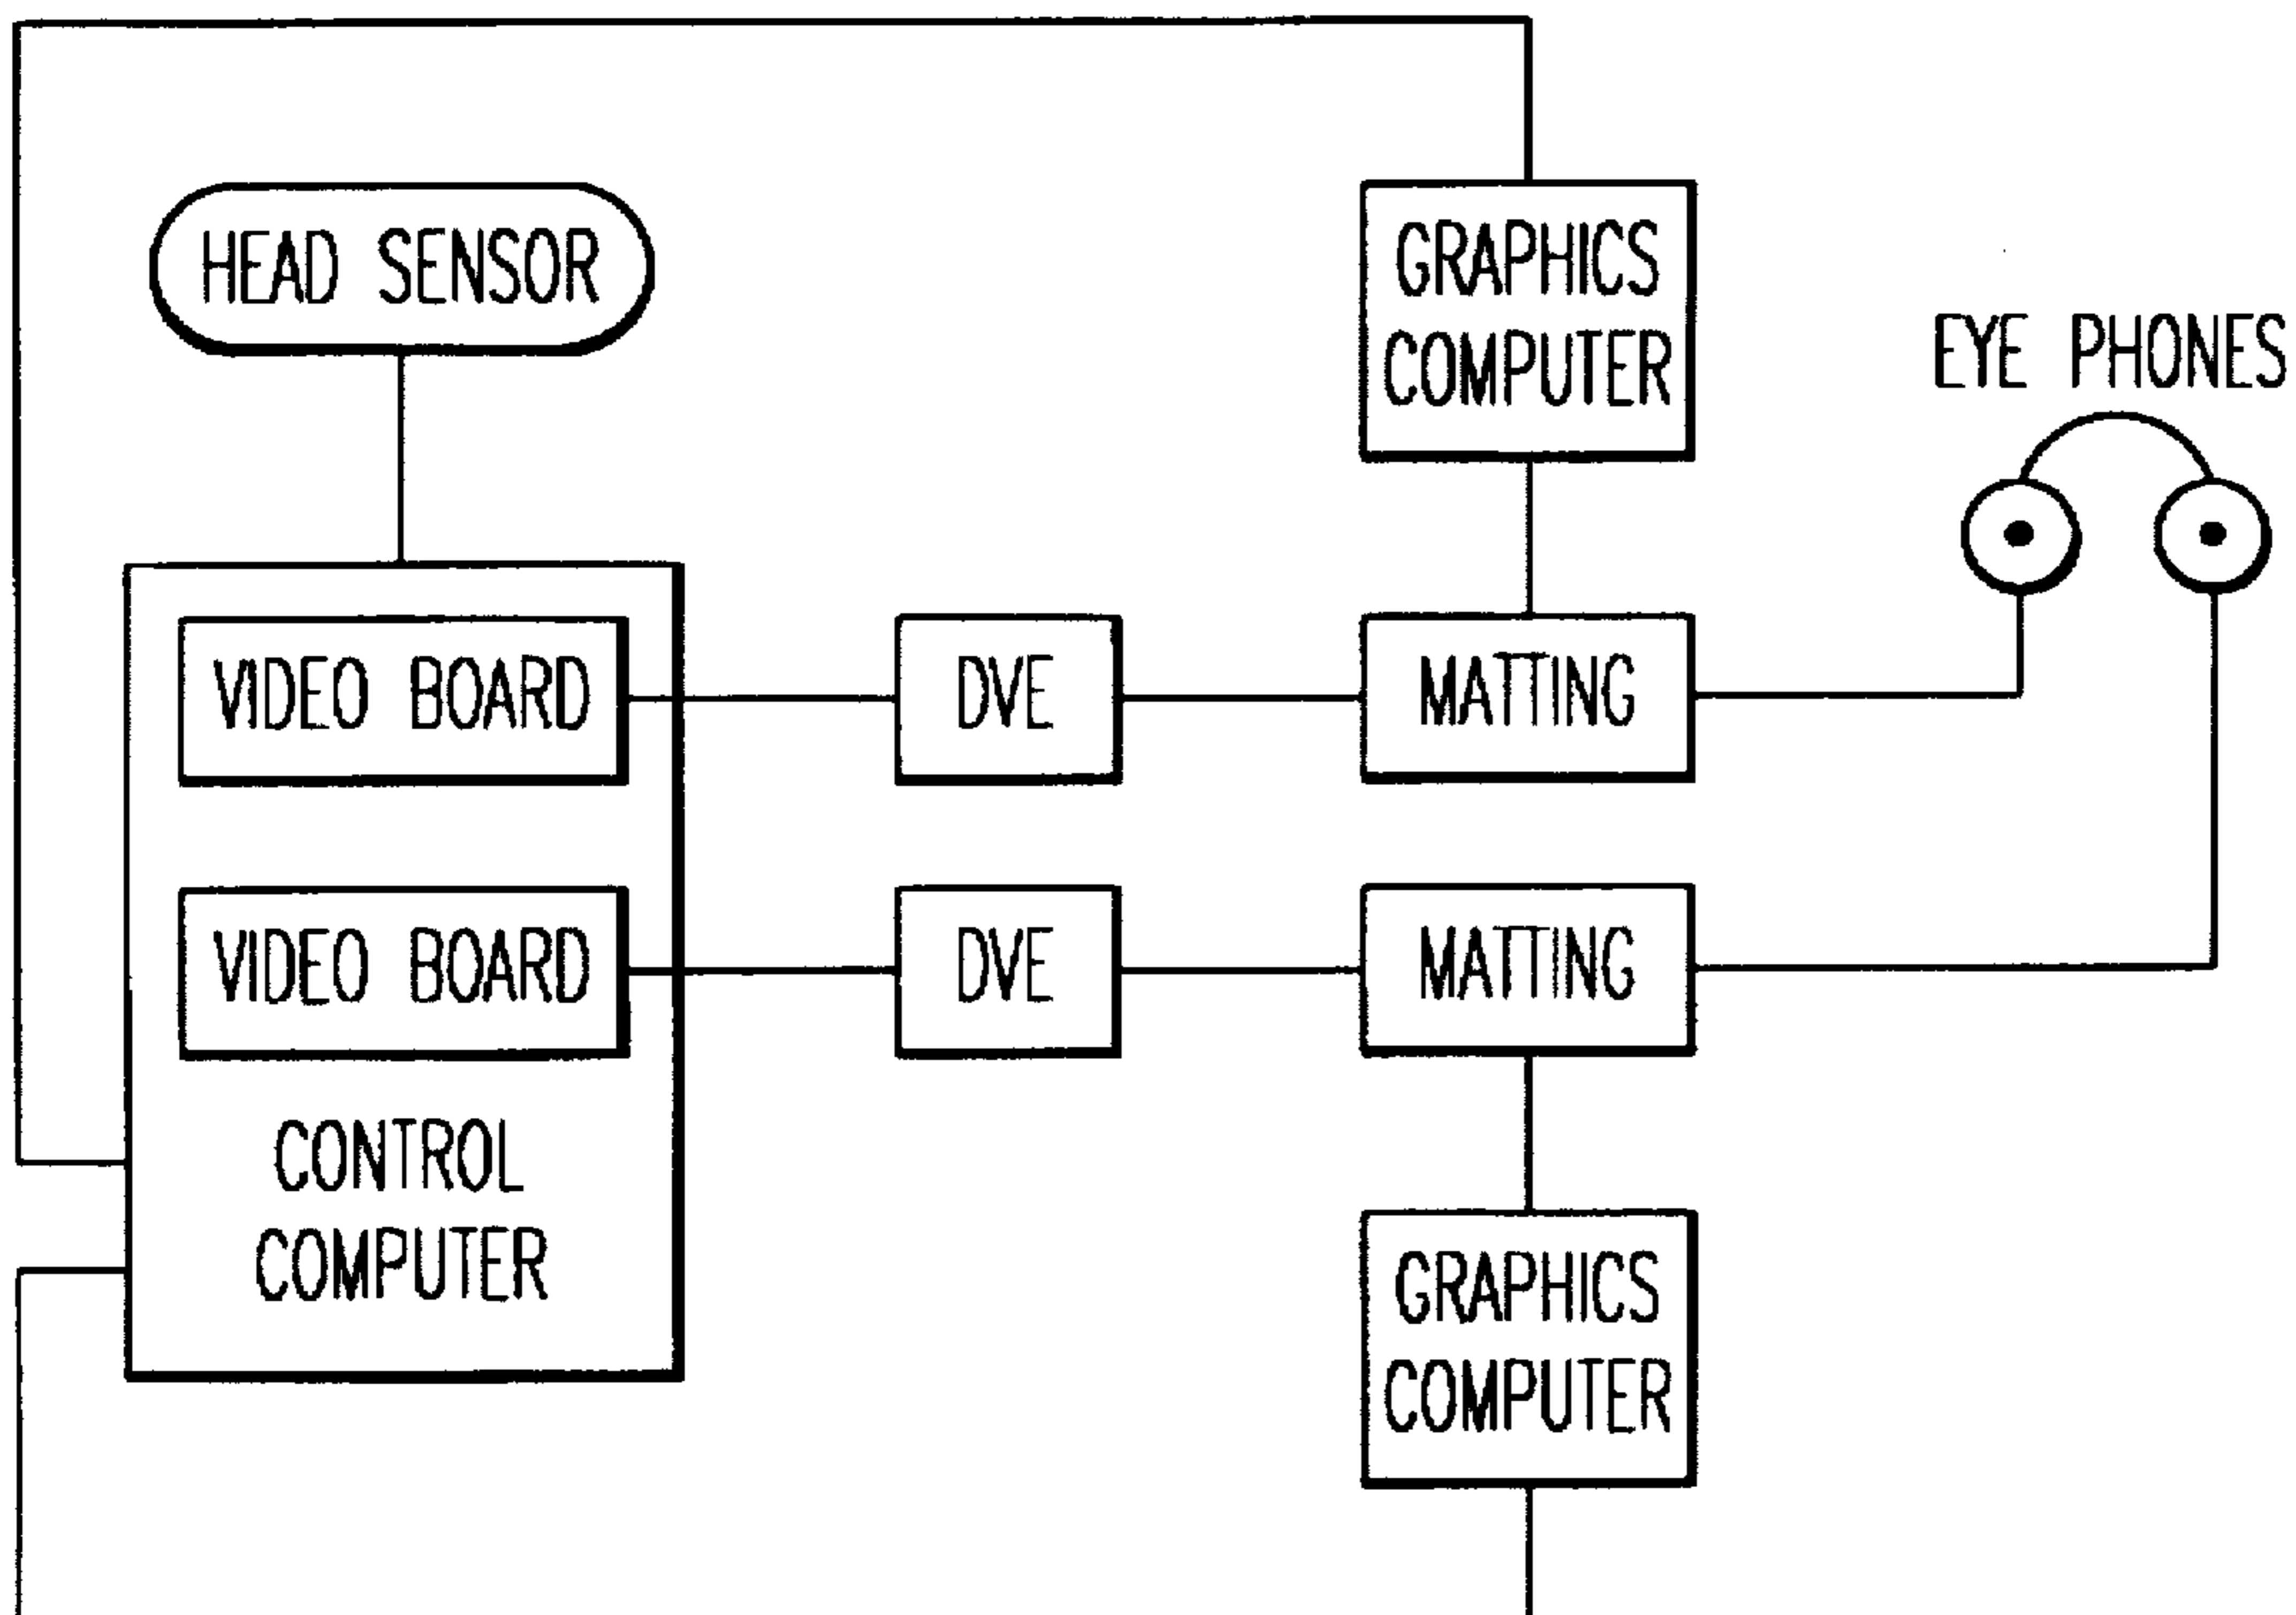 HEAD SENSOR
GRAPHICS
COMPUTER
EYE PHONES
VIDEO BOARD
DVE
MATTING
VIDEO BOARD
DVE
MATTING
CONTROL
COMPUTER
GRAPHICS
COMPUTER